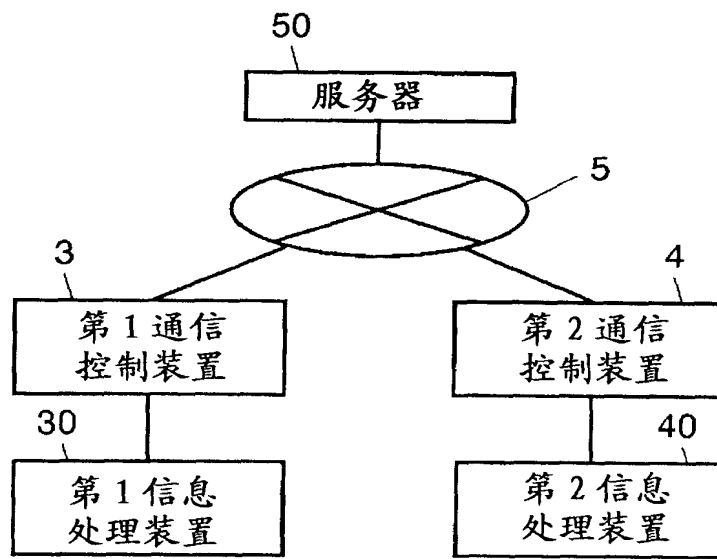 50
服务器
5
3
4
第1通信
控制装置
第2通信
控制装置
30
40
第1信息
处理装置
第2信息
处理装置